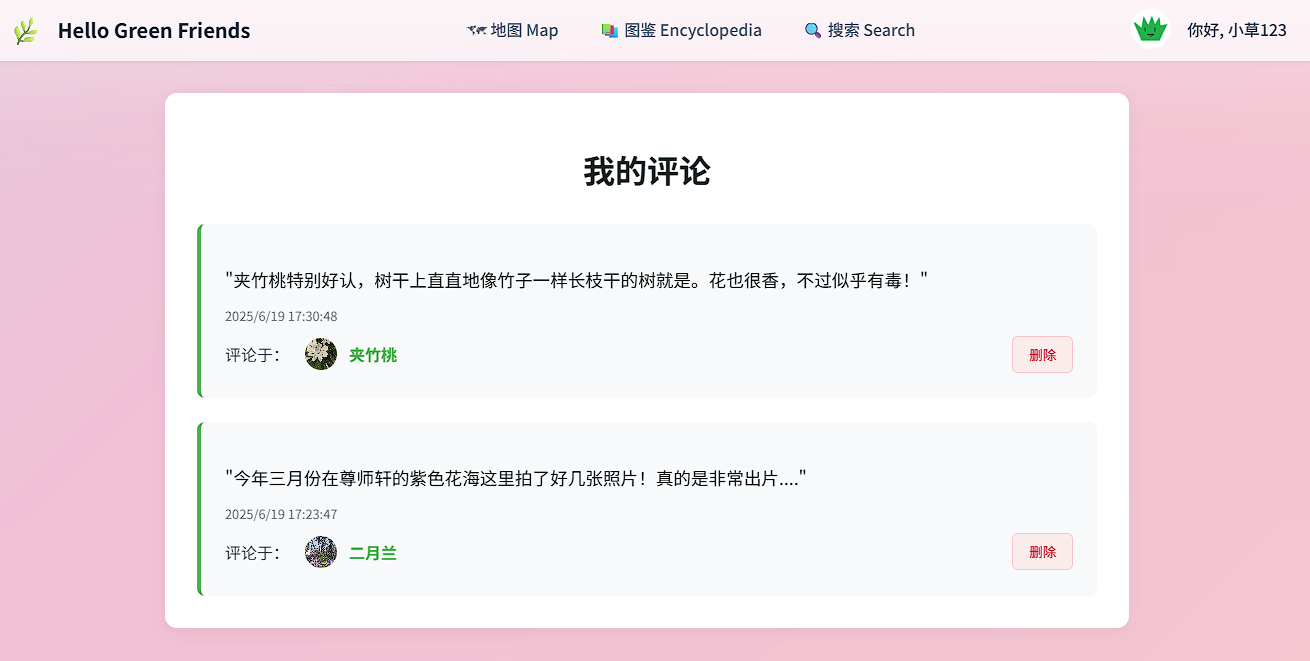 Hello Green Friends
地图 Map
图鉴 Encyclopedia
搜索 Search
你好, 小草123
我的评论
"夹竹桃特别好认，树干上直直地像竹子一样长枝干的树就是。花也很香，不过似乎有毒！"
2025/6/19 17:30:48
评论于：
夹竹桃
删除
"今年三月份在尊师轩的紫色花海这里拍了好几张照片！真的是非常出片...."
2025/6/19 17:23:47
评论于：
二月兰
删除